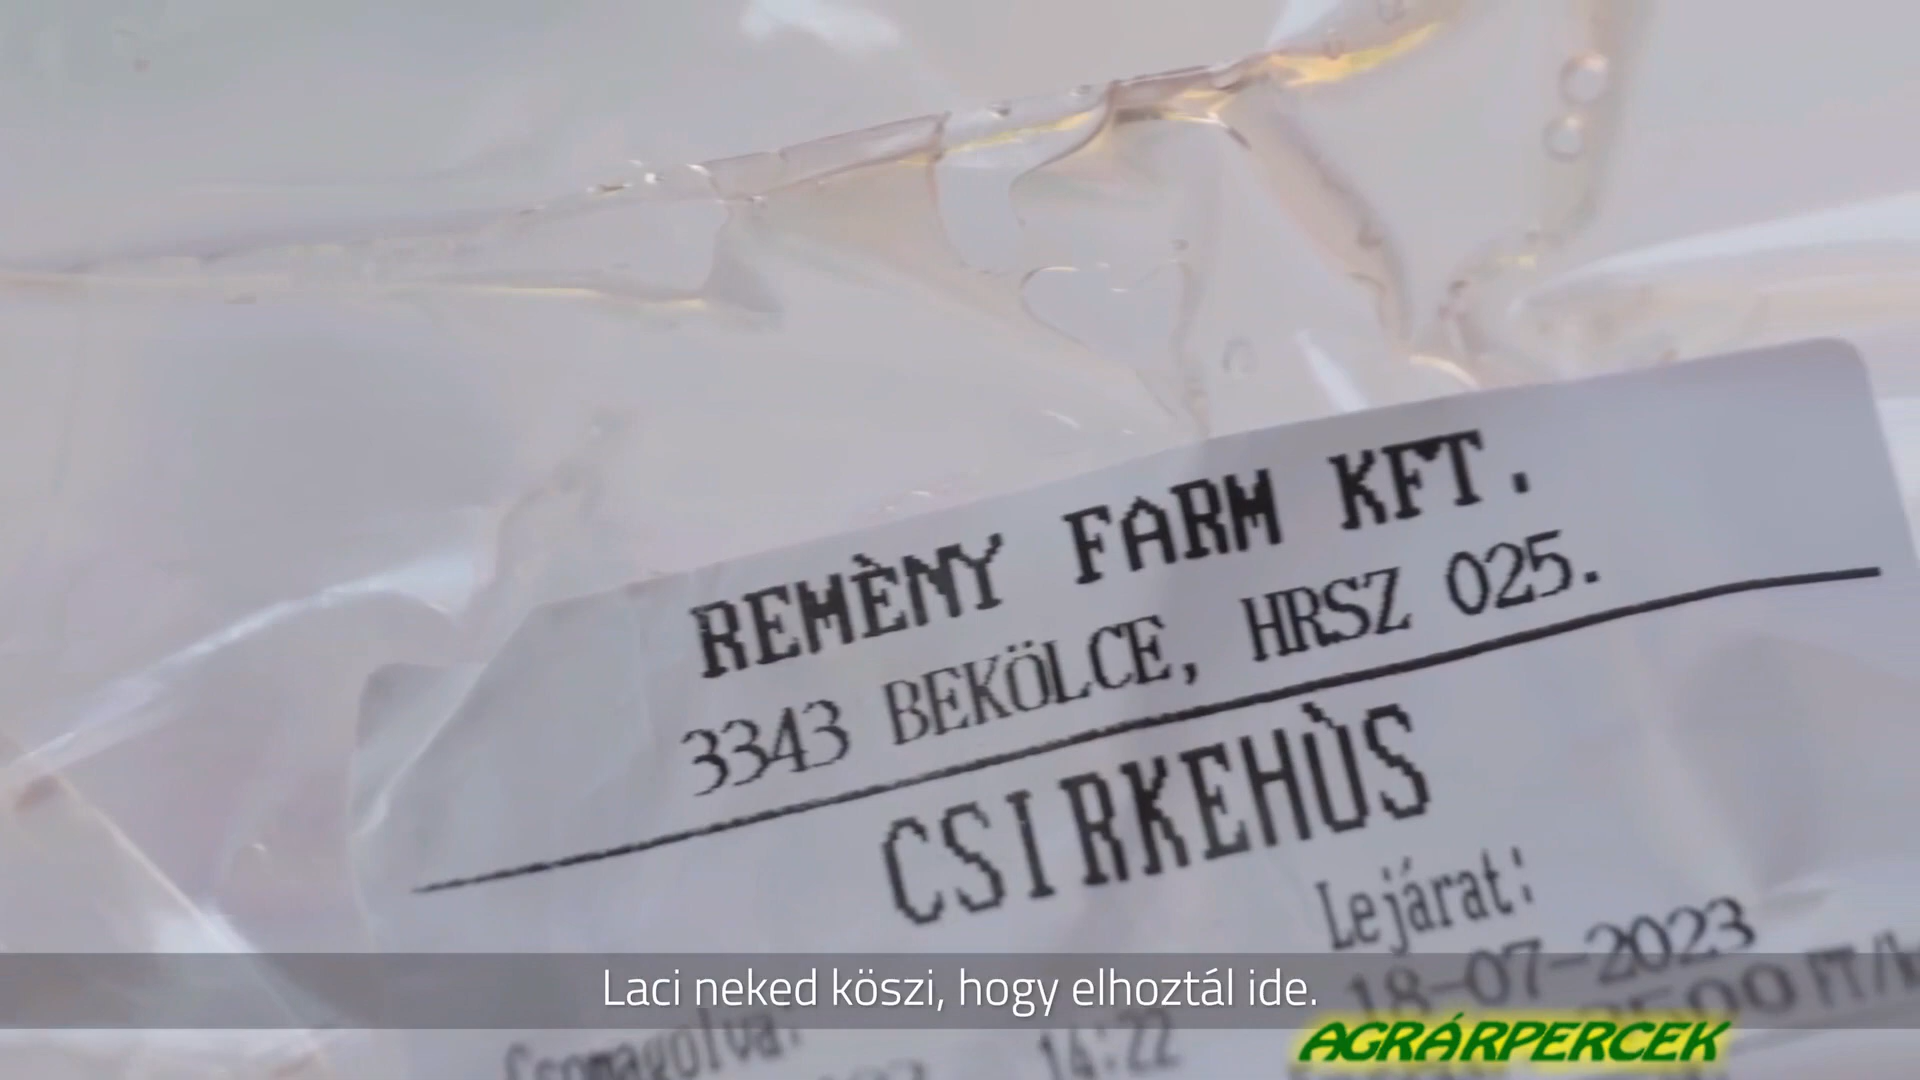 REMÈNY FARM KFT.
3343 BEKÖLCE, HRSZ 025.
CSIRKEHÙS
Lejárat:
18-07-2023
Laci neked köszi, hogy elhoztál ide.
Csomagolva:
14:22
AGRÁRPERCEK